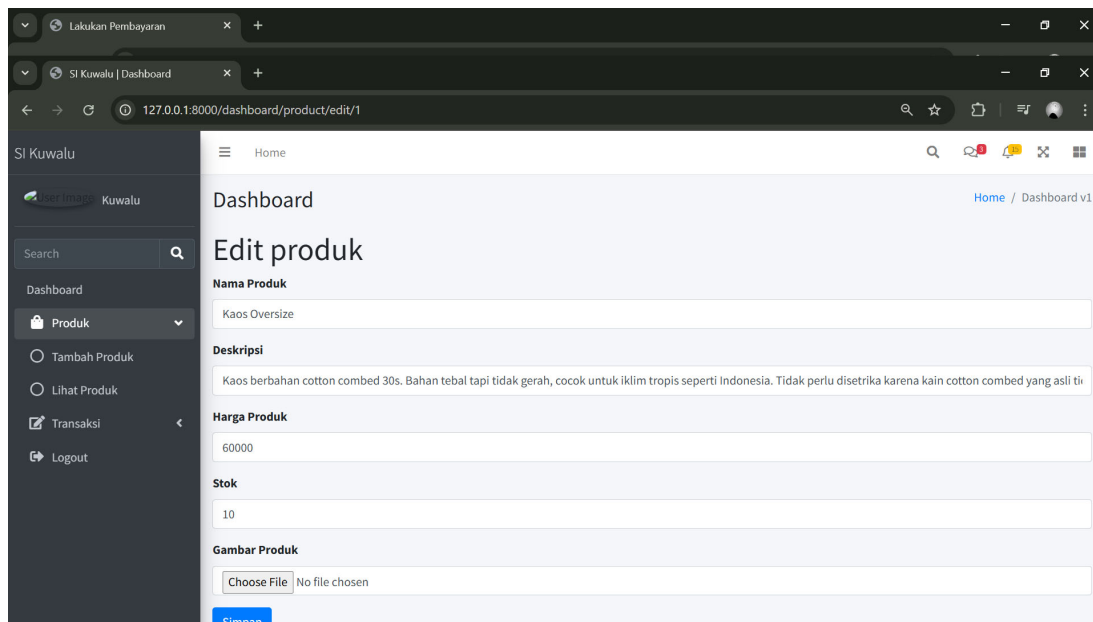 Lakukan Pembayaran
SI Kuwalu | Dashboard
127.0.0.1:8000/dashboard/product/edit/1
SI Kuwalu
Home
3
15
User Image
Kuwalu
Dashboard
Home / Dashboard v1
Search
Edit produk
Dashboard
Nama Produk
Produk
Kaos Oversize
Tambah Produk
Deskripsi
Lihat Produk
Kaos berbahan cotton combed 30s. Bahan tebal tapi tidak gerah, cocok untuk iklim tropis seperti Indonesia. Tidak perlu disetrika karena kain cotton combed yang asli
Transaksi
Harga Produk
Logout
60000
Stok
10
Gambar Produk
Choose File No file chosen
Simpan